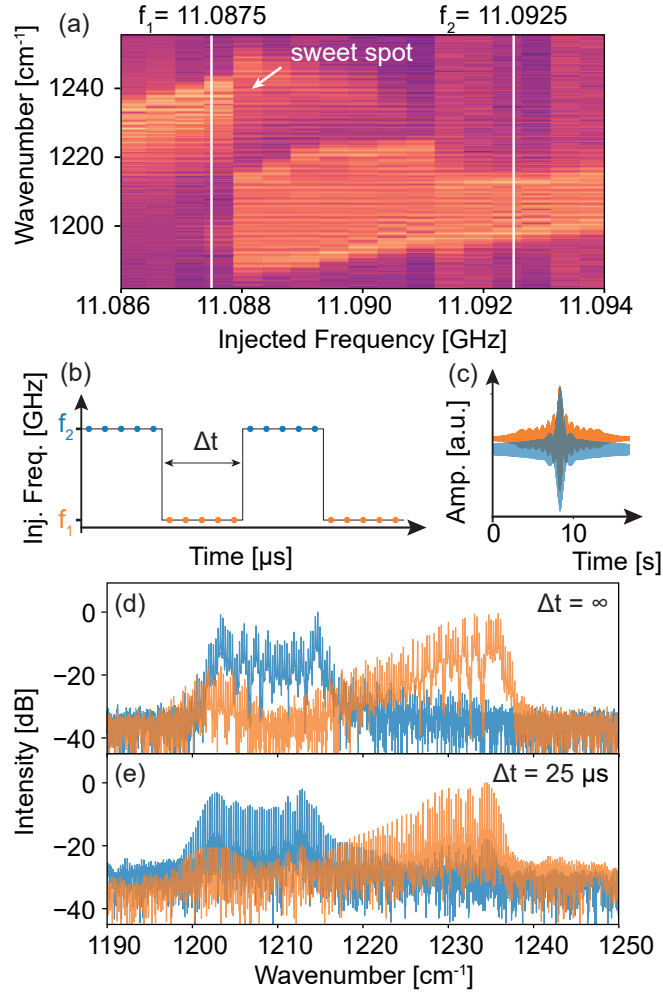 f₁ = 11.0875
f₂ = 11.0925
(a)
sweet spot
Wavenumber [cm⁻¹]
1240
1220
1200
11.086
11.088
11.090
11.092
11.094
Injected Frequency [GHz]
(b)
(c)
Inj. Freq. [GHz]
f₂
f₁
Δt
Time [µs]
Amp. [a.u.]
0
10
Time [s]
(d)
Δt = ∞
0
−20
−40
(e)
Δt = 25 µs
0
−20
−40
Intensity [dB]
1190
1200
1210
1220
1230
1240
1250
Wavenumber [cm⁻¹]